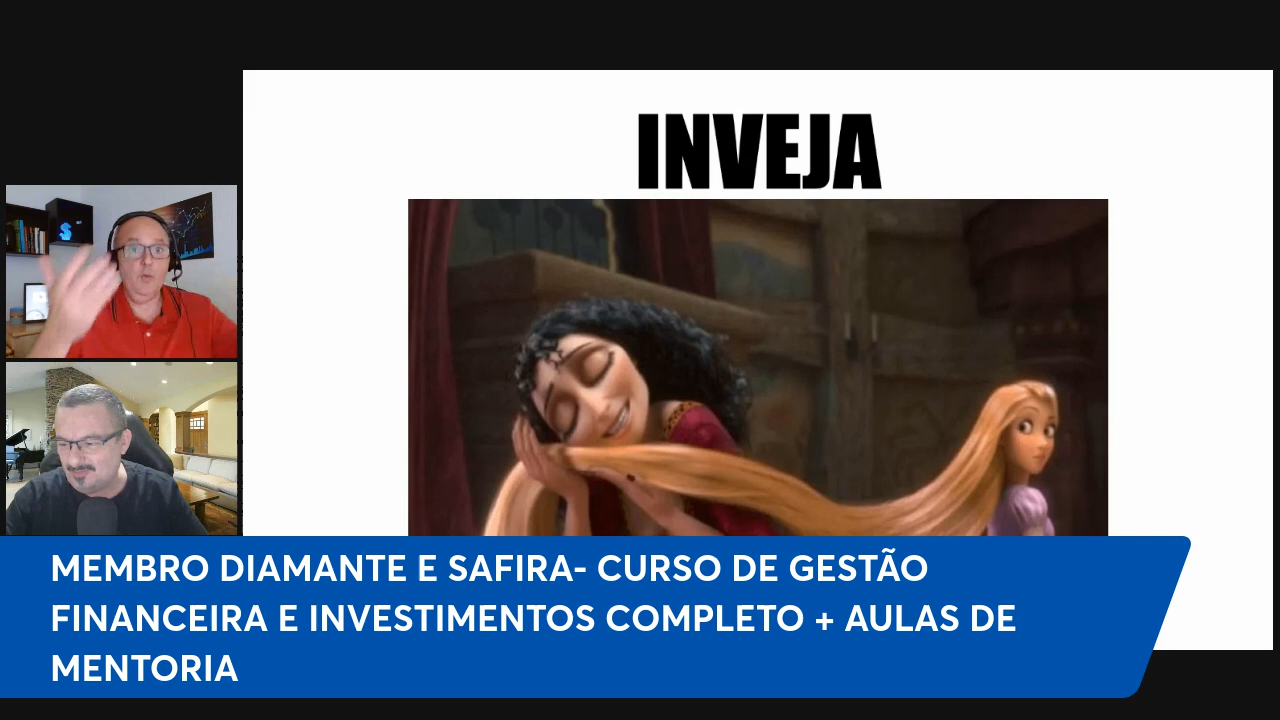 INVEJA
$
MEMBRO DIAMANTE E SAFIRA- CURSO DE GESTÃO
FINANCEIRA E INVESTIMENTOS COMPLETO + AULAS DE
MENTORIA